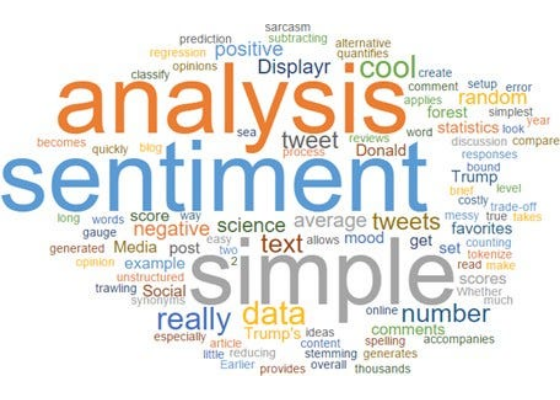 sarcasm
prediction subtracting alternative
regression positive quantifies
opinions Displayr cool create
classify comment setup error
analysis applies random
forest simplest
sea tweet reviews word statistics look year
becomes quickly blog process Donald discussion compare
responses
sentiment bound
Trump
brief level
costly trade-off
long words score way average tweets messy true takes
gauge negative science favorites
easy text allows mood get set counting
generated Media post two
opinion example 2 simple tokenize
read make
unstructured scores
trawling Social Whether
synonyms much
really data online number
especially Trump's ideas comments
article content spelling accompanies
little reducing stemming generates
Earlier provides overall thousands